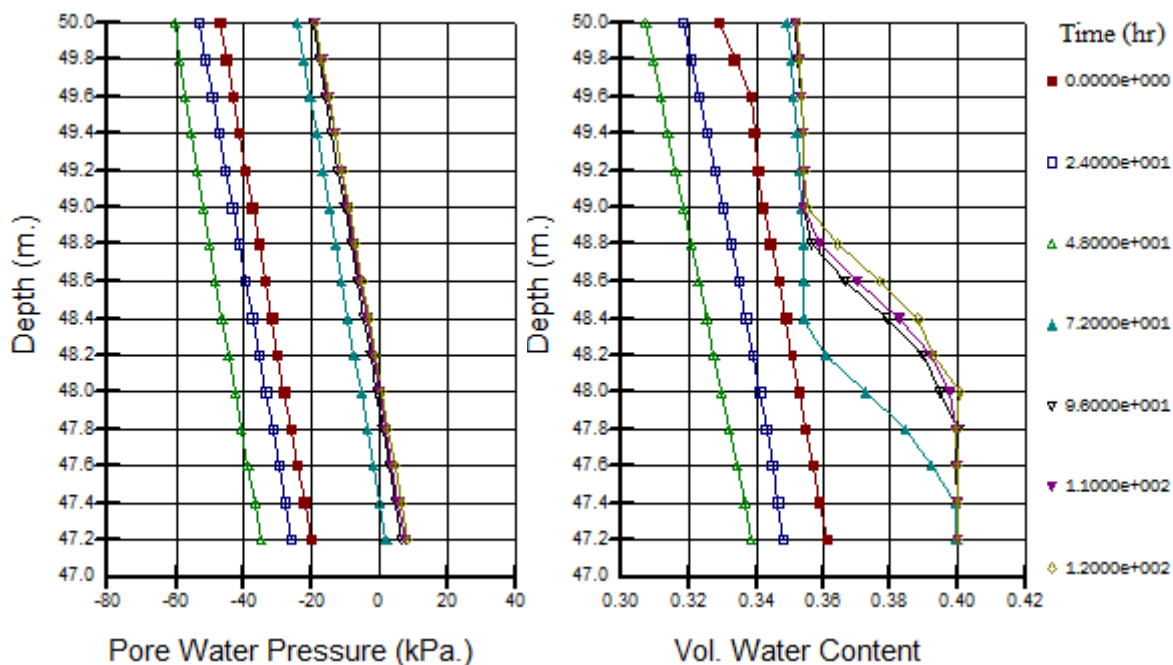 50.0
49.8
49.6
49.4
49.2
49.0
48.8
48.6
48.4
48.2
48.0
47.8
47.6
47.4
47.2
47.0
Depth (m.)
-80 -60 -40 -20 0 20 40
Pore Water Pressure (kPa.)
50.0
49.8
49.6
49.4
49.2
49.0
48.8
48.6
48.4
48.2
48.0
47.8
47.6
47.4
47.2
47.0
Depth (m.)
0.30 0.32 0.34 0.36 0.38 0.40 0.42
Vol. Water Content
Time (hr)
0.0000e+000
2.4000e+001
4.8000e+001
7.2000e+001
9.6000e+001
1.1000e+002
1.2000e+002